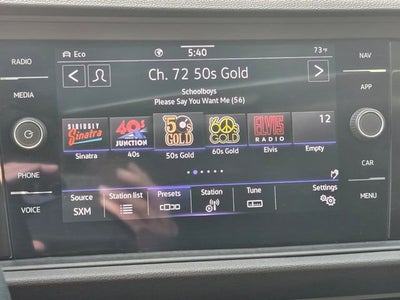 RADIO
MEDIA
PHONE
VOICE
Eco
5:40
73°F
Ch. 72 50s Gold
Schoolboys
Please Say You Want Me (56)
SIRIUSLY Sinatra
40s JUNCTION
50s GOLD
60s GOLD
ELVIS RADIO
12
Sinatra
40s
50s Gold
60s Gold
Elvis
Empty
Source
SXM
Station list
Presets
Station
Tune
Settings
NAV
APP
CAR
MENU